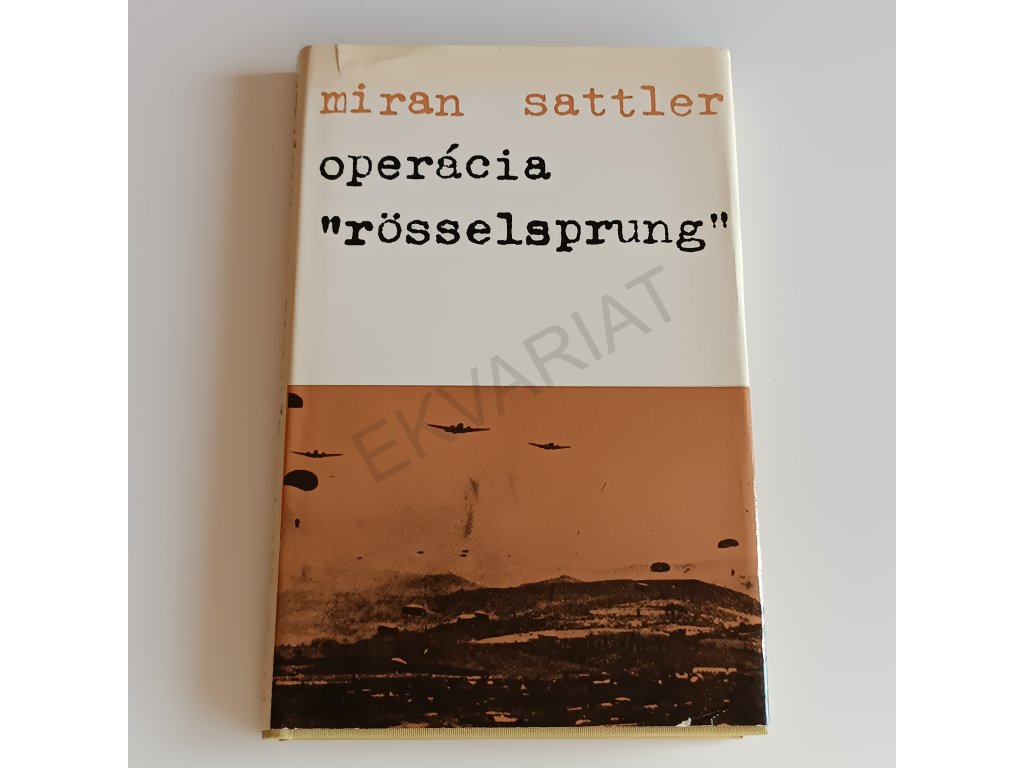 miran sattler
operácia
"rösselsprung"
EKVARIAT